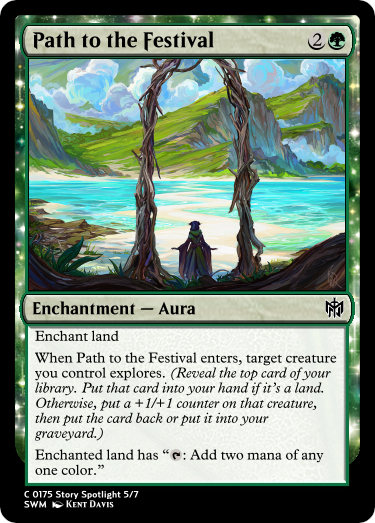 Path to the Festival 2
Enchantment — Aura
Enchant land
When Path to the Festival enters, target creature
you control explores. (Reveal the top card of your
library. Put that card into your hand if it's a land.
Otherwise, put a +1/+1 counter on that creature,
then put the card back or put it into your
graveyard.)
Enchanted land has “T: Add two mana of any
one color.”
C 0175 Story Spotlight 5/7
SWM Kent Davis